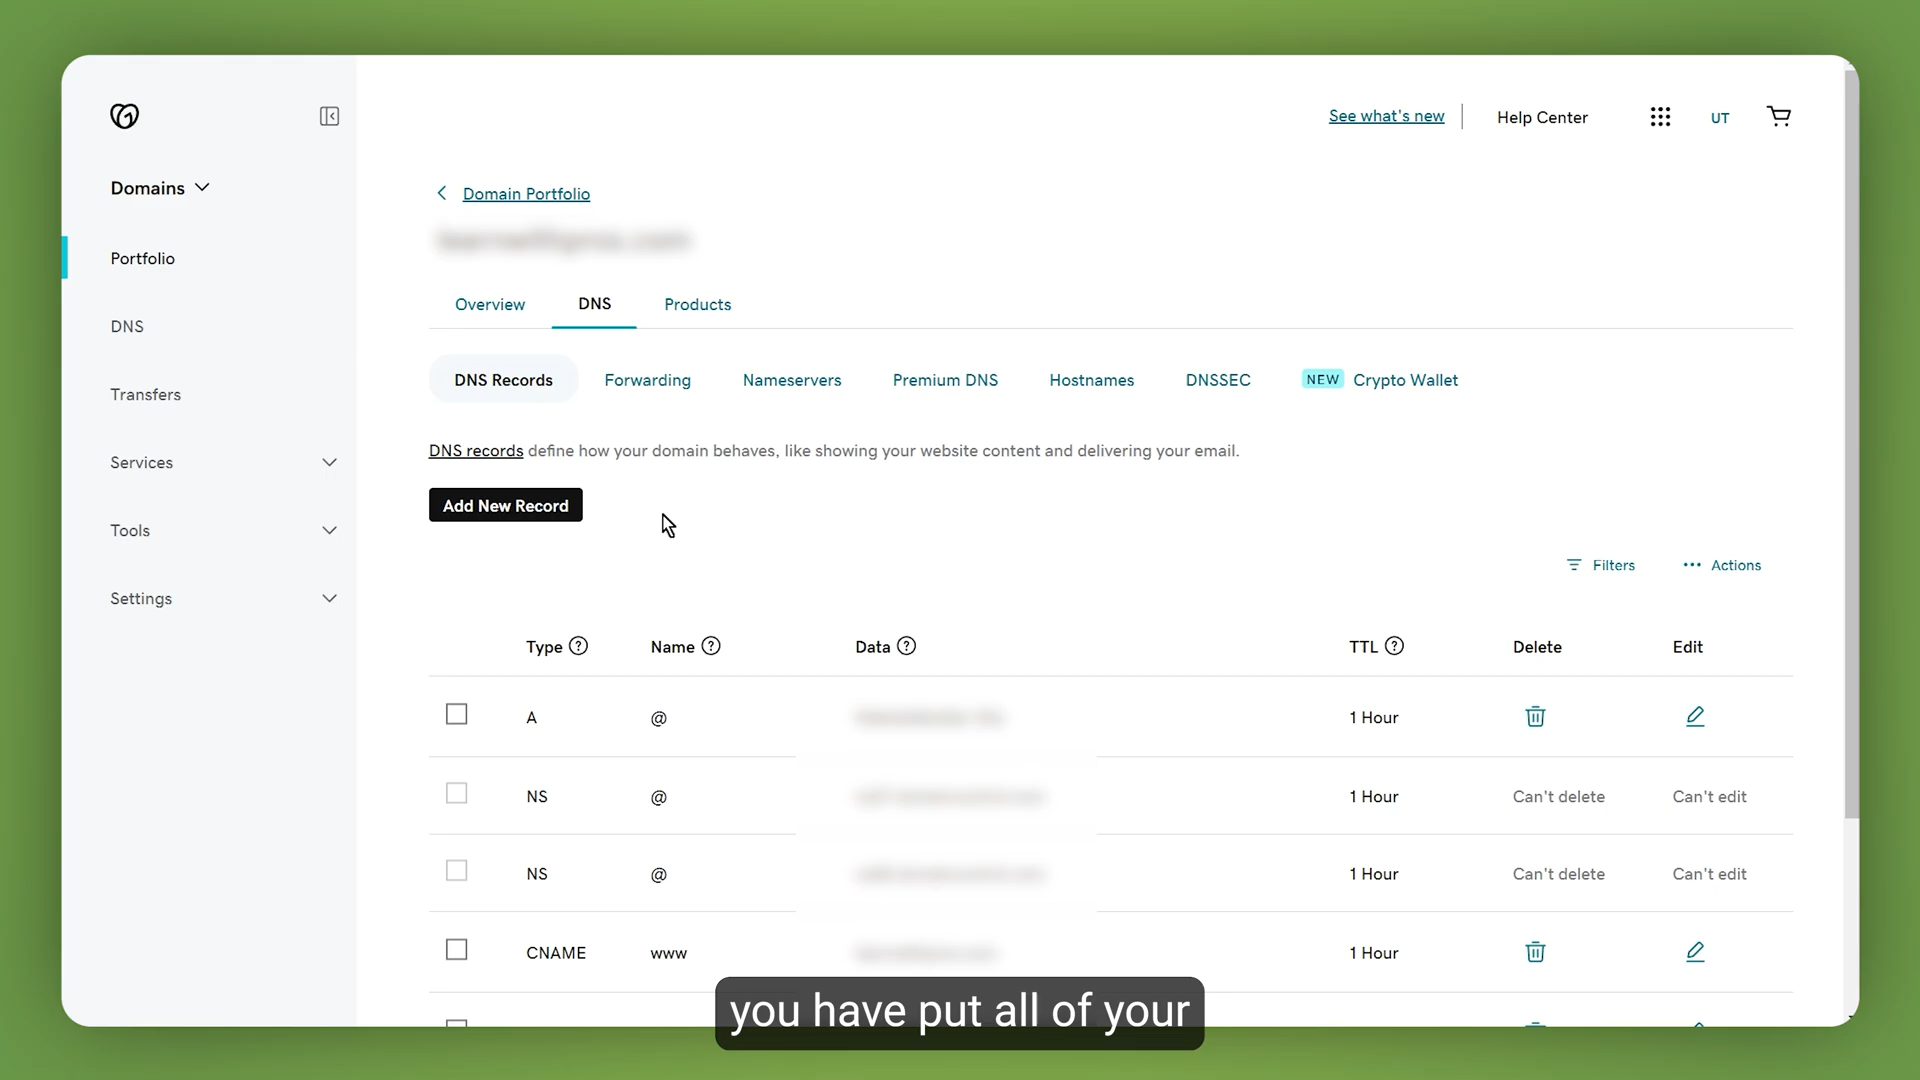 See what's new
Help Center
UT
Domains
Portfolio
DNS
Transfers
Services
Tools
Settings
Domain Portfolio
Overview
DNS
Products
DNS Records
Forwarding
Nameservers
Premium DNS
Hostnames
DNSSEC
NEW Crypto Wallet
DNS records define how your domain behaves, like showing your website content and delivering your email.
Add New Record
Filters
Actions
Type Name Data TTL Delete Edit
A @ 1 Hour
NS @ 1 Hour Can't delete Can't edit
NS @ 1 Hour Can't delete Can't edit
CNAME www 1 Hour
you have put all of your